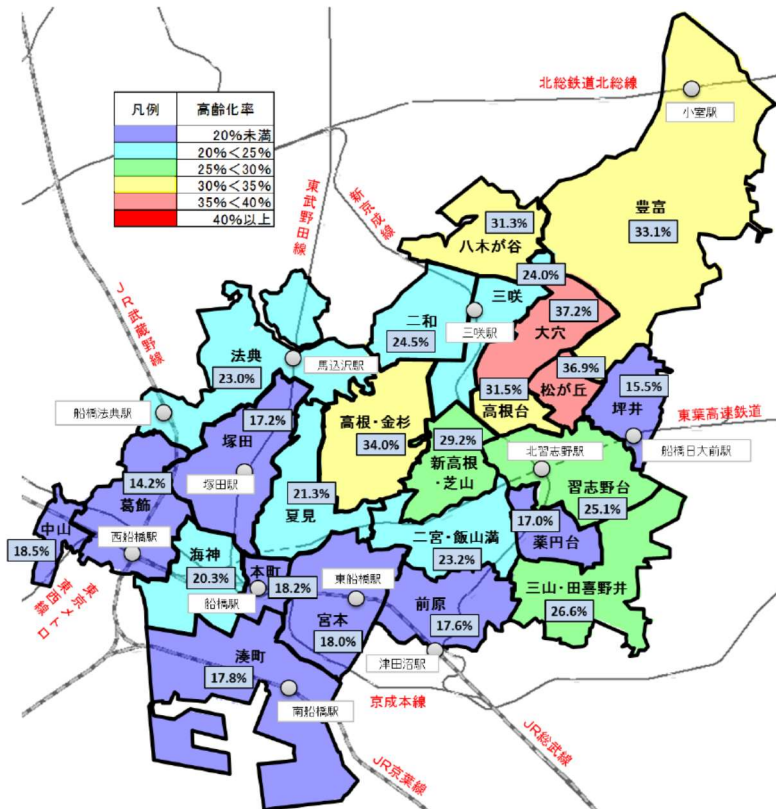 北総鉄道北総線
小室駅
凡例 高齢化率
20%未満
20%<25%
25%<30%
30%<35%
35%<40%
40%以上
東武野田線
新京成線
JR武蔵野線
31.3%
八木が谷
豊富
33.1%
24.0%
三咲
二和
24.5%
三咲駅
37.2%
大穴
法典
23.0%
馬込沢駅
36.9%
松が丘
15.5%
坪井
31.5%
高根台
船橋法典駅
17.2%
塚田
高根・金杉
34.0%
東葉高速鉄道
29.2%
新高根
・芝山
北習志野駅
船橋日大前駅
塚田駅
14.2%
葛飾
21.3%
夏見
習志野台
25.1%
中山
18.5%
西船橋駅
海神
20.3%
二宮・飯山満
23.2%
17.0%
薬円台
本町
18.2%
東船橋駅
船橋駅
東京メトロ
東西線
宮本
18.0%
前原
17.6%
三山・田喜野井
26.6%
湊町
17.8%
津田沼駅
南船橋駅
京成本線
JR総武線
JR京葉線